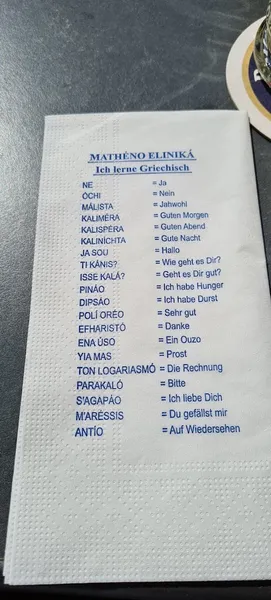 MATHÈNO ELINIKÁ
Ich lerne Griechisch
NE = Ja
ÓCHI = Nein
MÁLISTA = Jahwohl
KALIMÉRA = Guten Morgen
KALISPÉRA = Guten Abend
KALINÍCHTA = Gute Nacht
JA SOU = Hallo
TI KÁNIS? = Wie geht es Dir?
ISSE KALÁ? = Geht es Dir gut?
PINÁO = Ich habe Hunger
DIPSÁO = Ich habe Durst
POLÍ ORÉO = Sehr gut
EFHARISTÓ = Danke
ENA ÚSO = Ein Ouzo
YIA MAS = Prost
TON LOGARIASMÓ = Die Rechnung
PARAKALÓ = Bitte
S'AGAPÁO = Ich liebe Dich
M'ARÉSSIS = Du gefällst mir
ANTÍO = Auf Wiedersehen